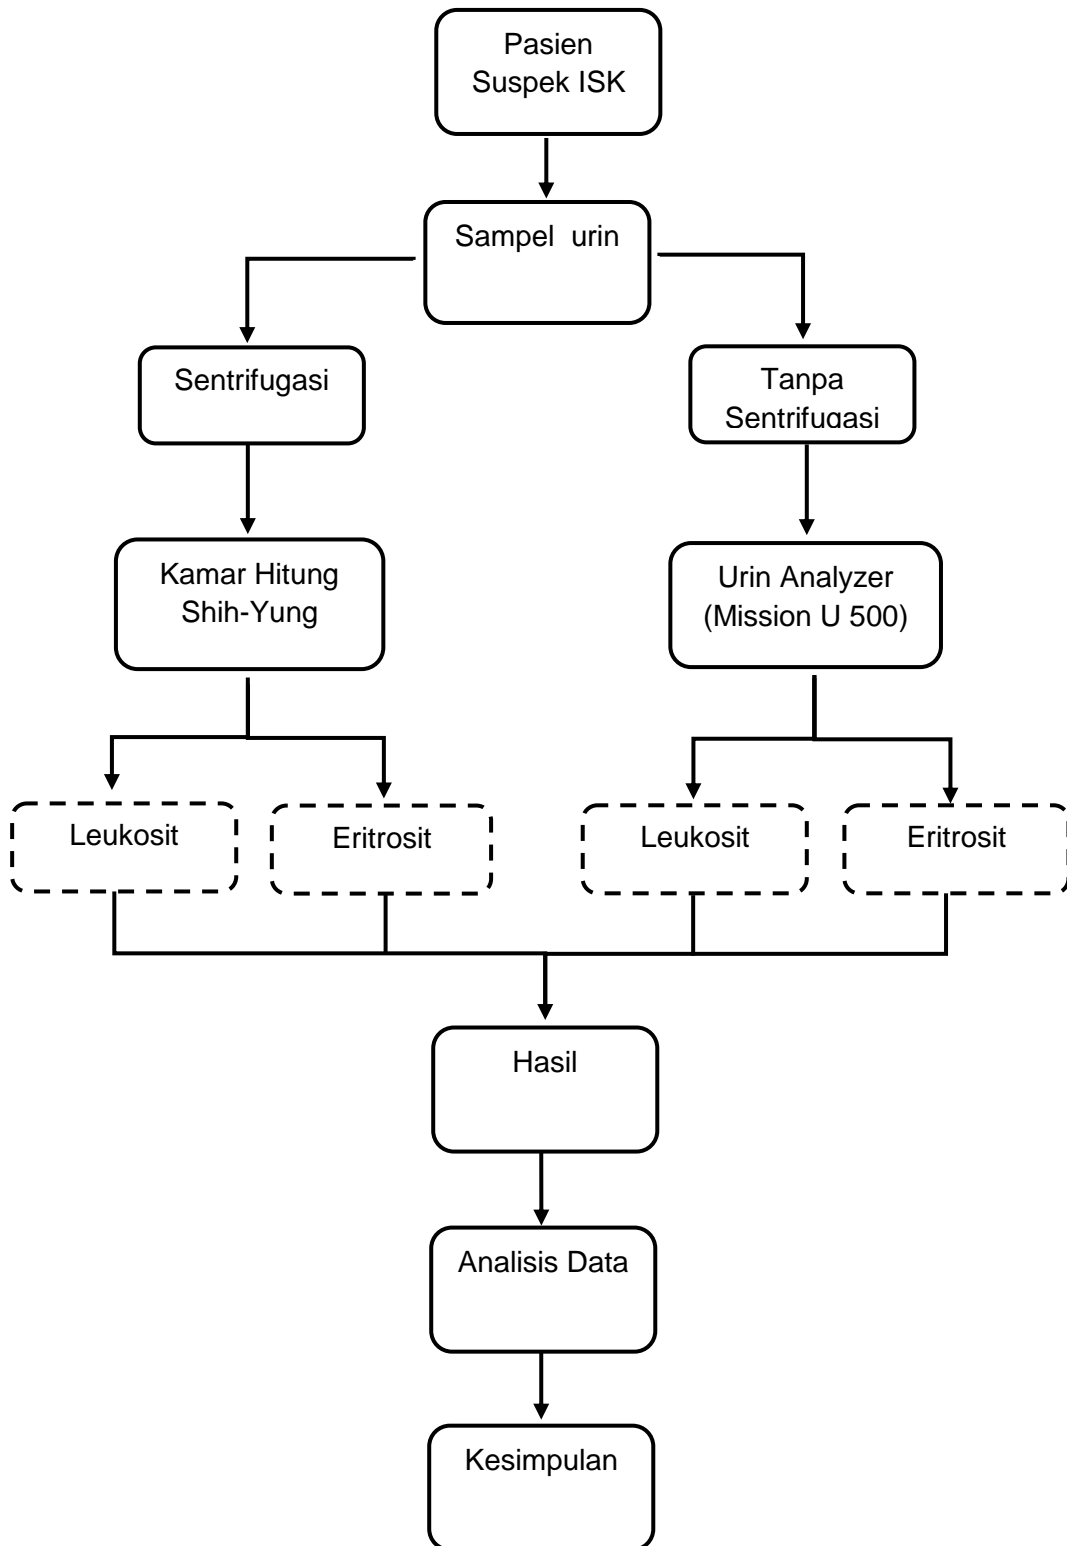 Pasien
Suspek ISK
Sampel urin
Sentrifugasi
Tanpa
Sentrifugasi
Kamar Hitung
Shih-Yung
Urin Analyzer
(Mission U 500)
Leukosit
Eritrosit
Leukosit
Eritrosit
Hasil
Analisis Data
Kesimpulan